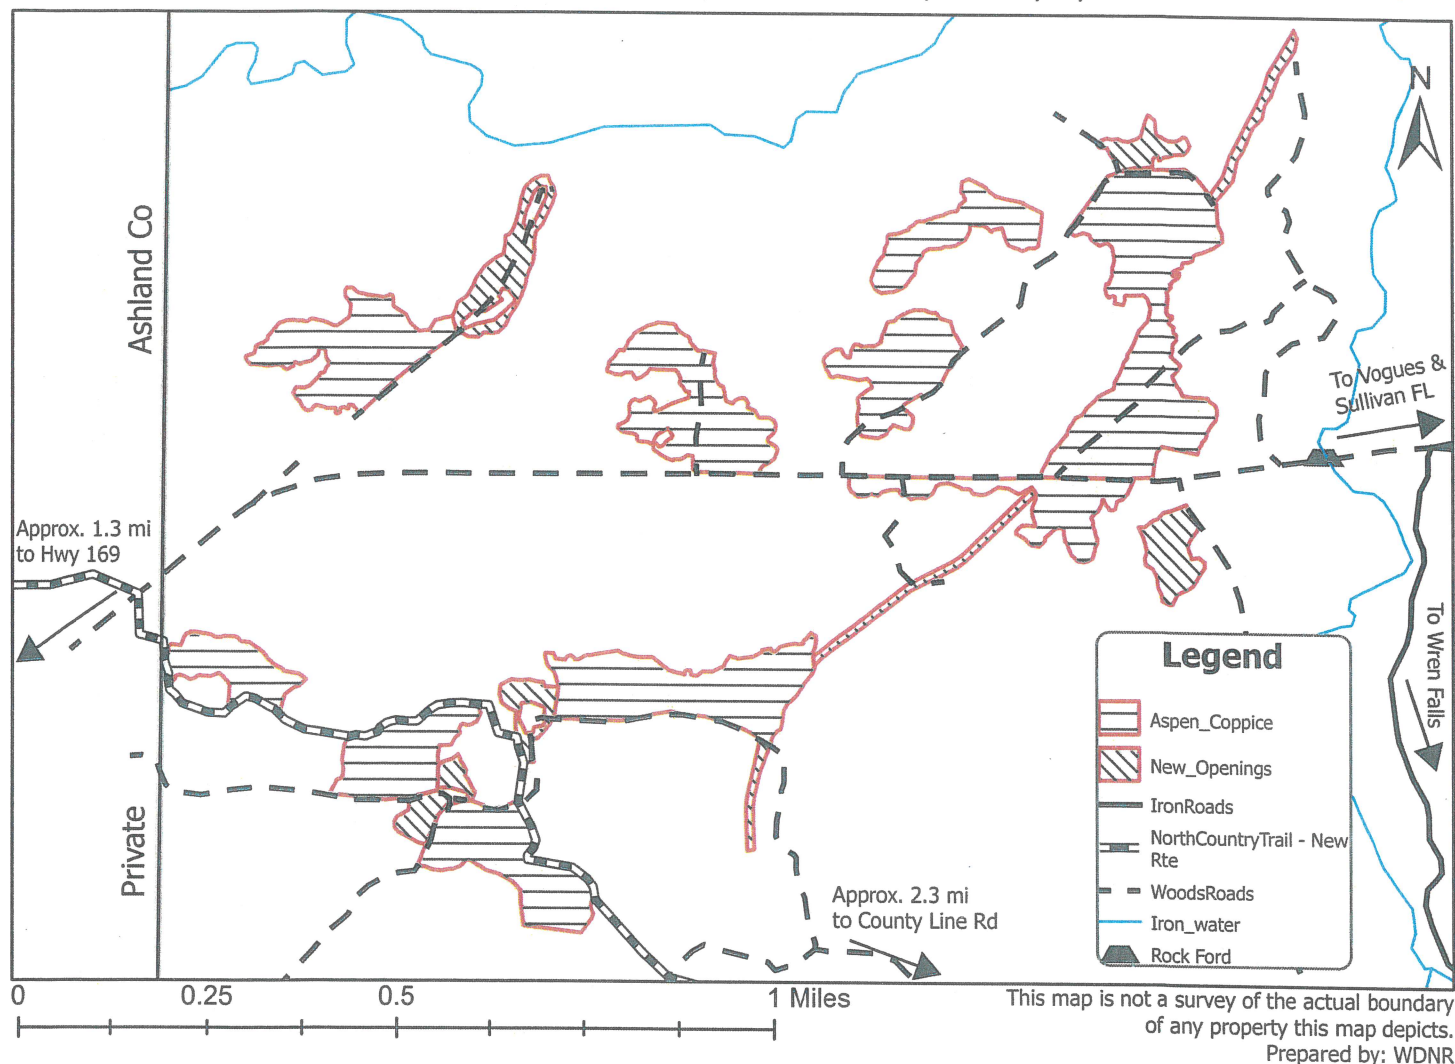 N
Ashland Co
To Vogues &
Sullivan FL
Approx. 1.3 mi
to Hwy 169
To Wren Falls
Private
Approx. 2.3 mi
to County Line Rd
Legend
Aspen_Coppice
New_Openings
IronRoads
NorthCountryTrail - New
Rte
WoodsRoads
Iron_water
Rock Ford
0 0.25 0.5 1 Miles
This map is not a survey of the actual boundary
of any property this map depicts.
Prepared by: WDNR